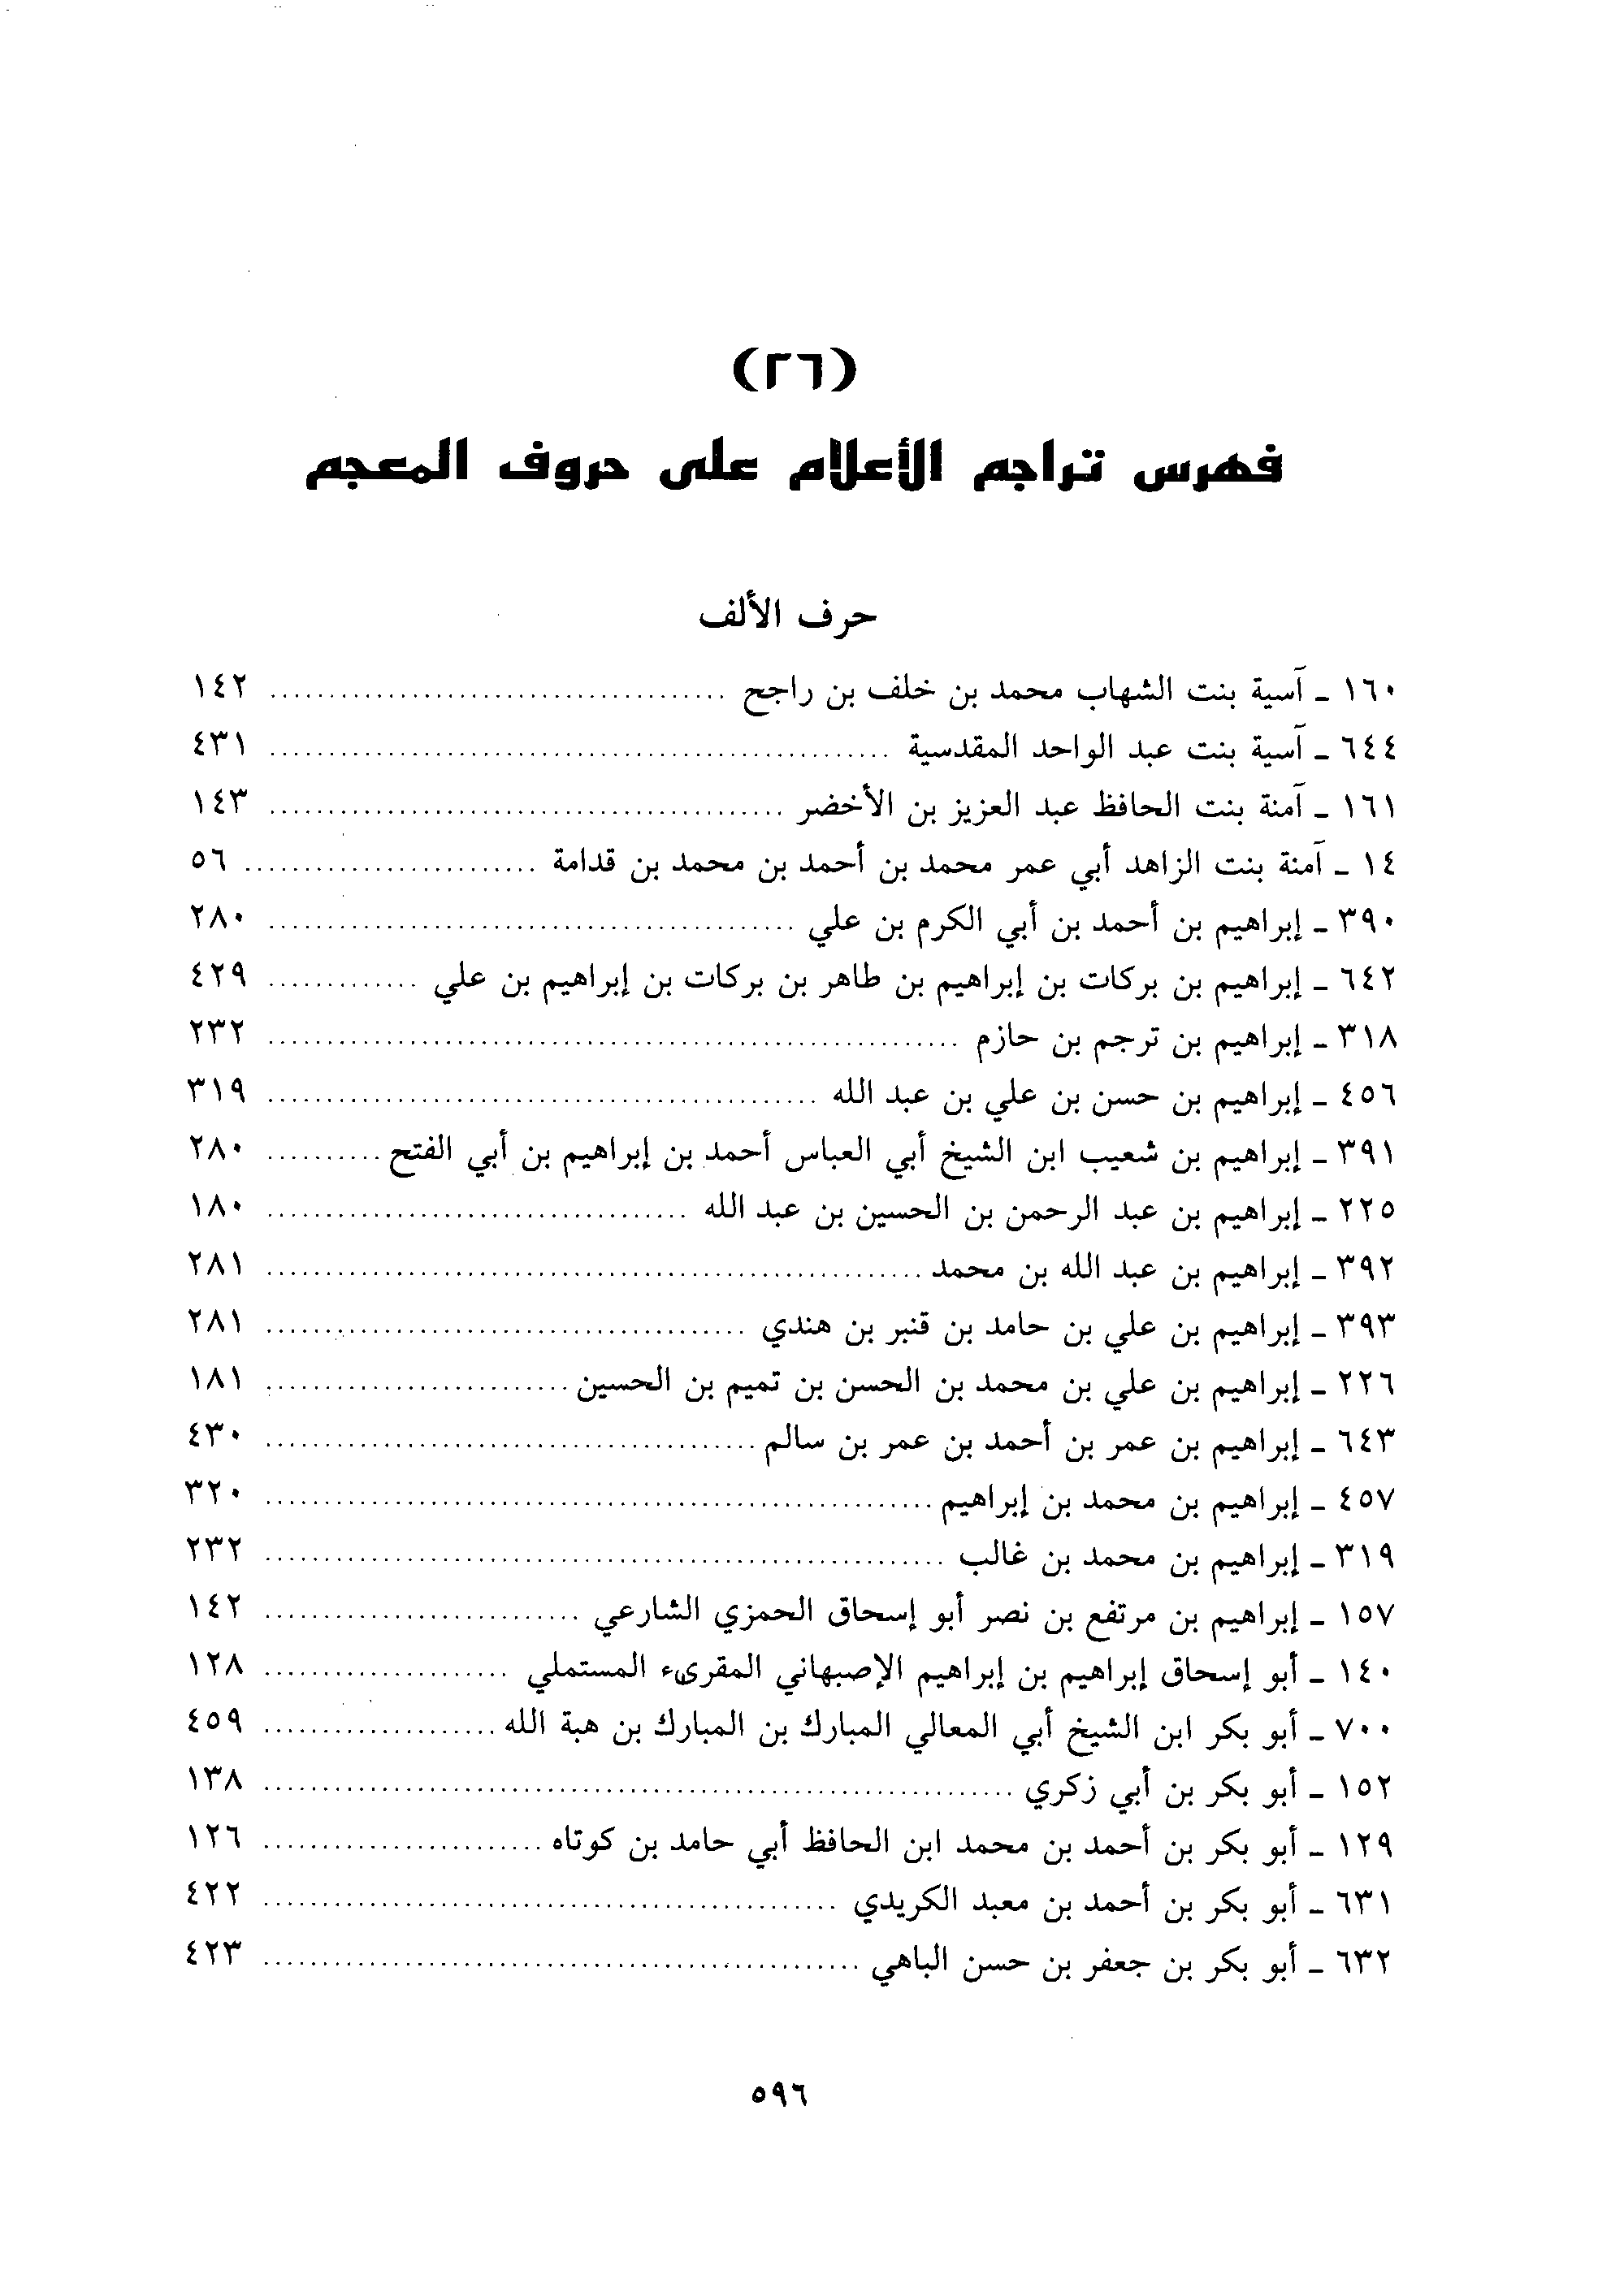 (٢٦)
فهرس تراجم الأعلام على حروف المعجم
حرف الألف
١٦٠ ـ آسية بنت الشهاب محمد بن خلف بن راجح ........ ١٤٢
٦٤٤ ـ آسية بنت عبد الواحد المقدسية ........ ٤٣١
١٦١ ـ آمنة بنت الحافظ عبد العزيز بن الأخضر ........ ١٤٣
١٤ ـ آمنة بنت الزاهد أبي عمر محمد بن أحمد بن محمد بن قدامة ........ ٥٦
٣٩٠ ـ إبراهيم بن أحمد بن أبي الكرم بن علي ........ ٢٨٠
٦٤٢ ـ إبراهيم بن بركات بن إبراهيم بن طاهر بن بركات بن إبراهيم بن علي ........ ٤٢٩
٣١٨ ـ إبراهيم بن ترجم بن حازم ........ ٢٣٢
٤٥٦ ـ إبراهيم بن حسن بن علي بن عبد الله ........ ٣١٩
٣٩١ ـ إبراهيم بن شعيب ابن الشيخ أبي العباس أحمد بن إبراهيم بن أبي الفتح ........ ٢٨٠
٢٢٥ ـ إبراهيم بن عبد الرحمن بن الحسين بن عبد الله ........ ١٨٠
٣٩٢ ـ إبراهيم بن عبد الله بن محمد ........ ٢٨١
٣٩٣ ـ إبراهيم بن علي بن حامد بن قنبر بن هندي ........ ٢٨١
٢٢٦ ـ إبراهيم بن علي بن محمد بن الحسن بن تميم بن الحسين ........ ١٨١
٦٤٣ ـ إبراهيم بن عمر بن أحمد بن عمر بن سالم ........ ٤٣٠
٤٥٧ ـ إبراهيم بن محمد بن إبراهيم ........ ٣٢٠
٣١٩ ـ إبراهيم بن محمد بن غالب ........ ٢٣٢
١٥٧ ـ إبراهيم بن مرتفع بن نصر أبو إسحاق الحمزي الشارعي ........ ١٤٢
١٤٠ ـ أبو إسحاق إبراهيم بن إبراهيم الإصبهاني المقرىء المستملي ........ ١٢٨
٧٠٠ ـ أبو بكر ابن الشيخ أبي المعالي المبارك بن المبارك بن هبة الله ........ ٤٥٩
١٥٢ ـ أبو بكر بن أبي زكري ........ ١٣٨
١٢٩ ـ أبو بكر بن أحمد بن محمد ابن الحافظ أبي حامد بن كوتاه ........ ١٢٦
٦٣١ ـ أبو بكر بن أحمد بن معبد الكريدي ........ ٤٢٢
٦٣٢ ـ أبو بكر بن جعفر بن حسن الباهي ........ ٤٢٣
٥٩٦